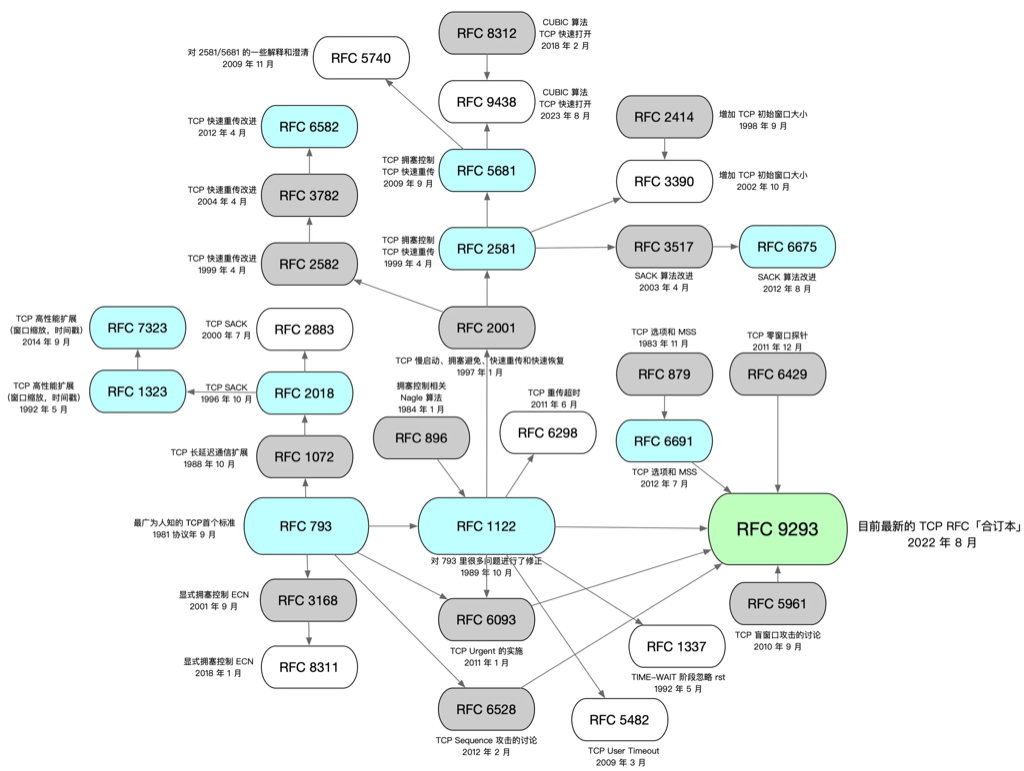 CUBIC 算法
TCP 快速打开
2018 年 2 月
RFC 8312
对 2581/5681 的一些解释和澄清
2009 年 11 月
RFC 5740
RFC 9438
CUBIC 算法
TCP 快速打开
2023 年 8 月
RFC 2414
增加 TCP 初始窗口大小
1998 年 9 月
TCP 快速重传改进
2012 年 4 月
RFC 6582
TCP 拥塞控制
TCP 快速重传
2009 年 9 月
RFC 5681
RFC 3390
增加 TCP 初始窗口大小
2002 年 10 月
TCP 快速重传改进
2004 年 4 月
RFC 3782
TCP 拥塞控制
TCP 快速重传
1999 年 4 月
RFC 2581
RFC 3517
SACK 算法改进
2003 年 4 月
RFC 6675
SACK 算法改进
2012 年 8 月
TCP 快速重传改进
1999 年 4 月
RFC 2582
TCP 高性能扩展
（窗口缩放，时间戳）
2014 年 9 月
RFC 7323
TCP SACK
2000 年 7 月
RFC 2883
RFC 2001
TCP 慢启动、拥塞避免、快速重传和快速恢复
1997 年 1 月
TCP 选项和 MSS
1983 年 11 月
RFC 879
TCP 零窗口探针
2011 年 12 月
RFC 6429
TCP 高性能扩展
（窗口缩放，时间戳）
1992 年 5 月
RFC 1323
TCP SACK
1996 年 10 月
RFC 2018
拥塞控制相关
Nagle 算法
1984 年 1 月
RFC 896
TCP 重传超时
2011 年 6 月
RFC 6298
RFC 6691
TCP 选项和 MSS
2012 年 7 月
TCP 长延迟通信扩展
1988 年 10 月
RFC 1072
最广为人知的 TCP首个标准
1981 协议年 9 月
RFC 793
RFC 1122
对 793 里很多问题进行了修正
1989 年 10 月
RFC 9293
目前最新的 TCP RFC「合订本」
2022 年 8 月
显式拥塞控制 ECN
2001 年 9 月
RFC 3168
RFC 6093
TCP Urgent 的实施
2011 年 1 月
RFC 5961
TCP 盲窗口攻击的讨论
2010 年 9 月
显式拥塞控制 ECN
2018 年 1 月
RFC 8311
RFC 1337
TIME-WAIT 阶段忽略 rst
1992 年 5 月
RFC 6528
TCP Sequence 攻击的讨论
2012 年 2 月
RFC 5482
TCP User Timeout
2009 年 3 月